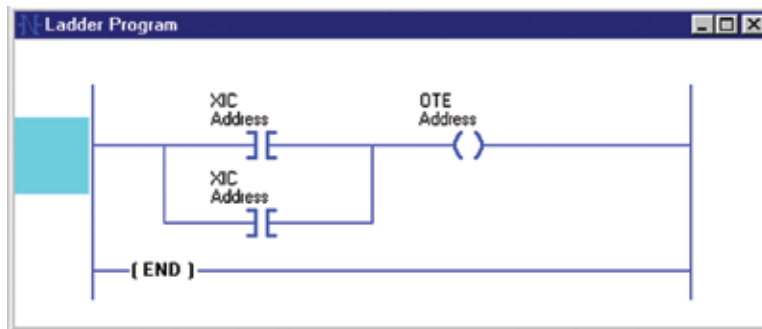 Ladder Program
XIC
Address
OTE
Address
XIC
Address
( END )